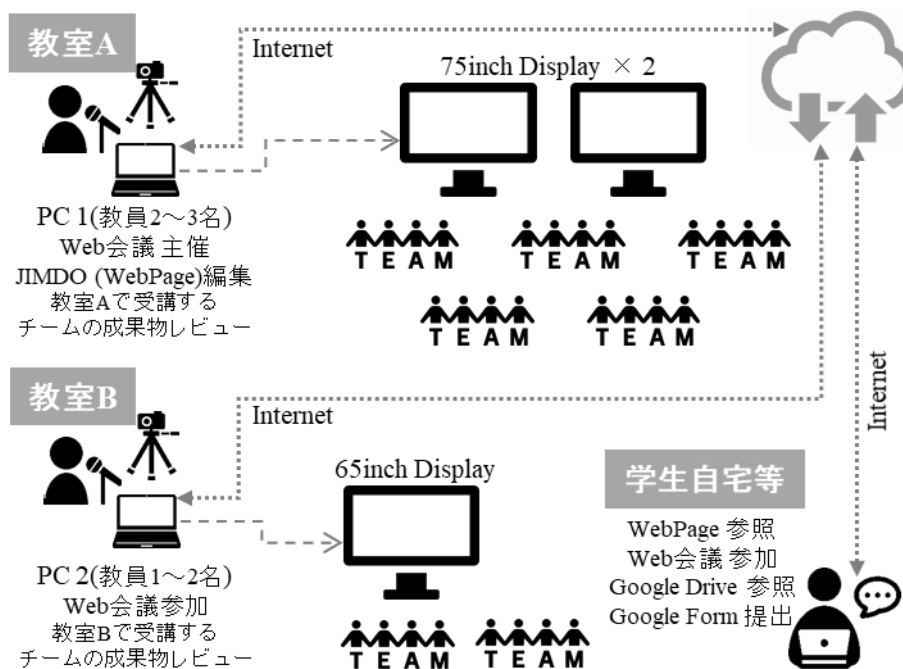 教室A
Internet
75inch Display × 2
PC 1(教員2～3名)
Web会議 主催
JIMDO (WebPage)編集
教室Aで受講する
チームの成果物レビュー
TEAM
TEAM
TEAM
TEAM
TEAM
教室B
Internet
65inch Display
PC 2(教員1～2名)
Web会議 参加
教室Bで受講する
チームの成果物レビュー
TEAM
TEAM
Internet
学生自宅等
WebPage 参照
Web会議 参加
Google Drive 参照
Google Form 提出